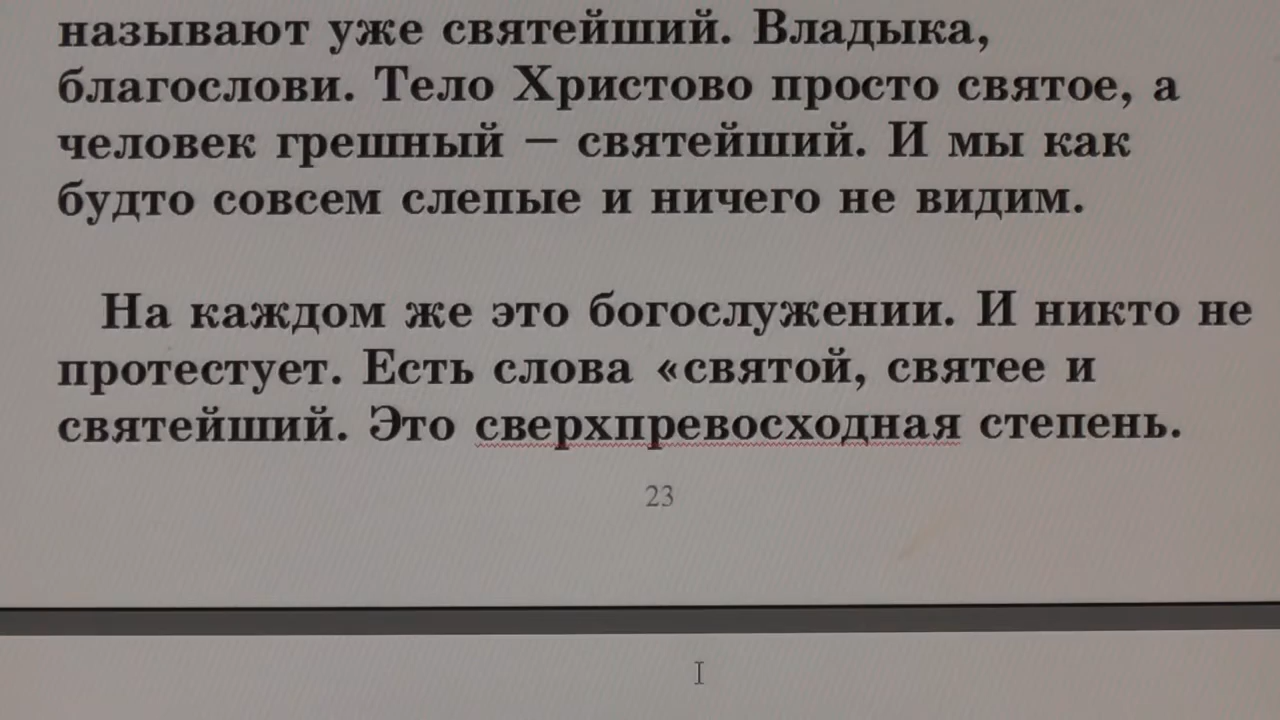 называют уже святейший. Владыка,
благослови. Тело Христово просто святое, а
человек грешный – святейший. И мы как
будто совсем слепые и ничего не видим.
На каждом же это богослужении. И никто не
протестует. Есть слова «святой, святее и
святейший. Это сверхпревосходная степень.
23